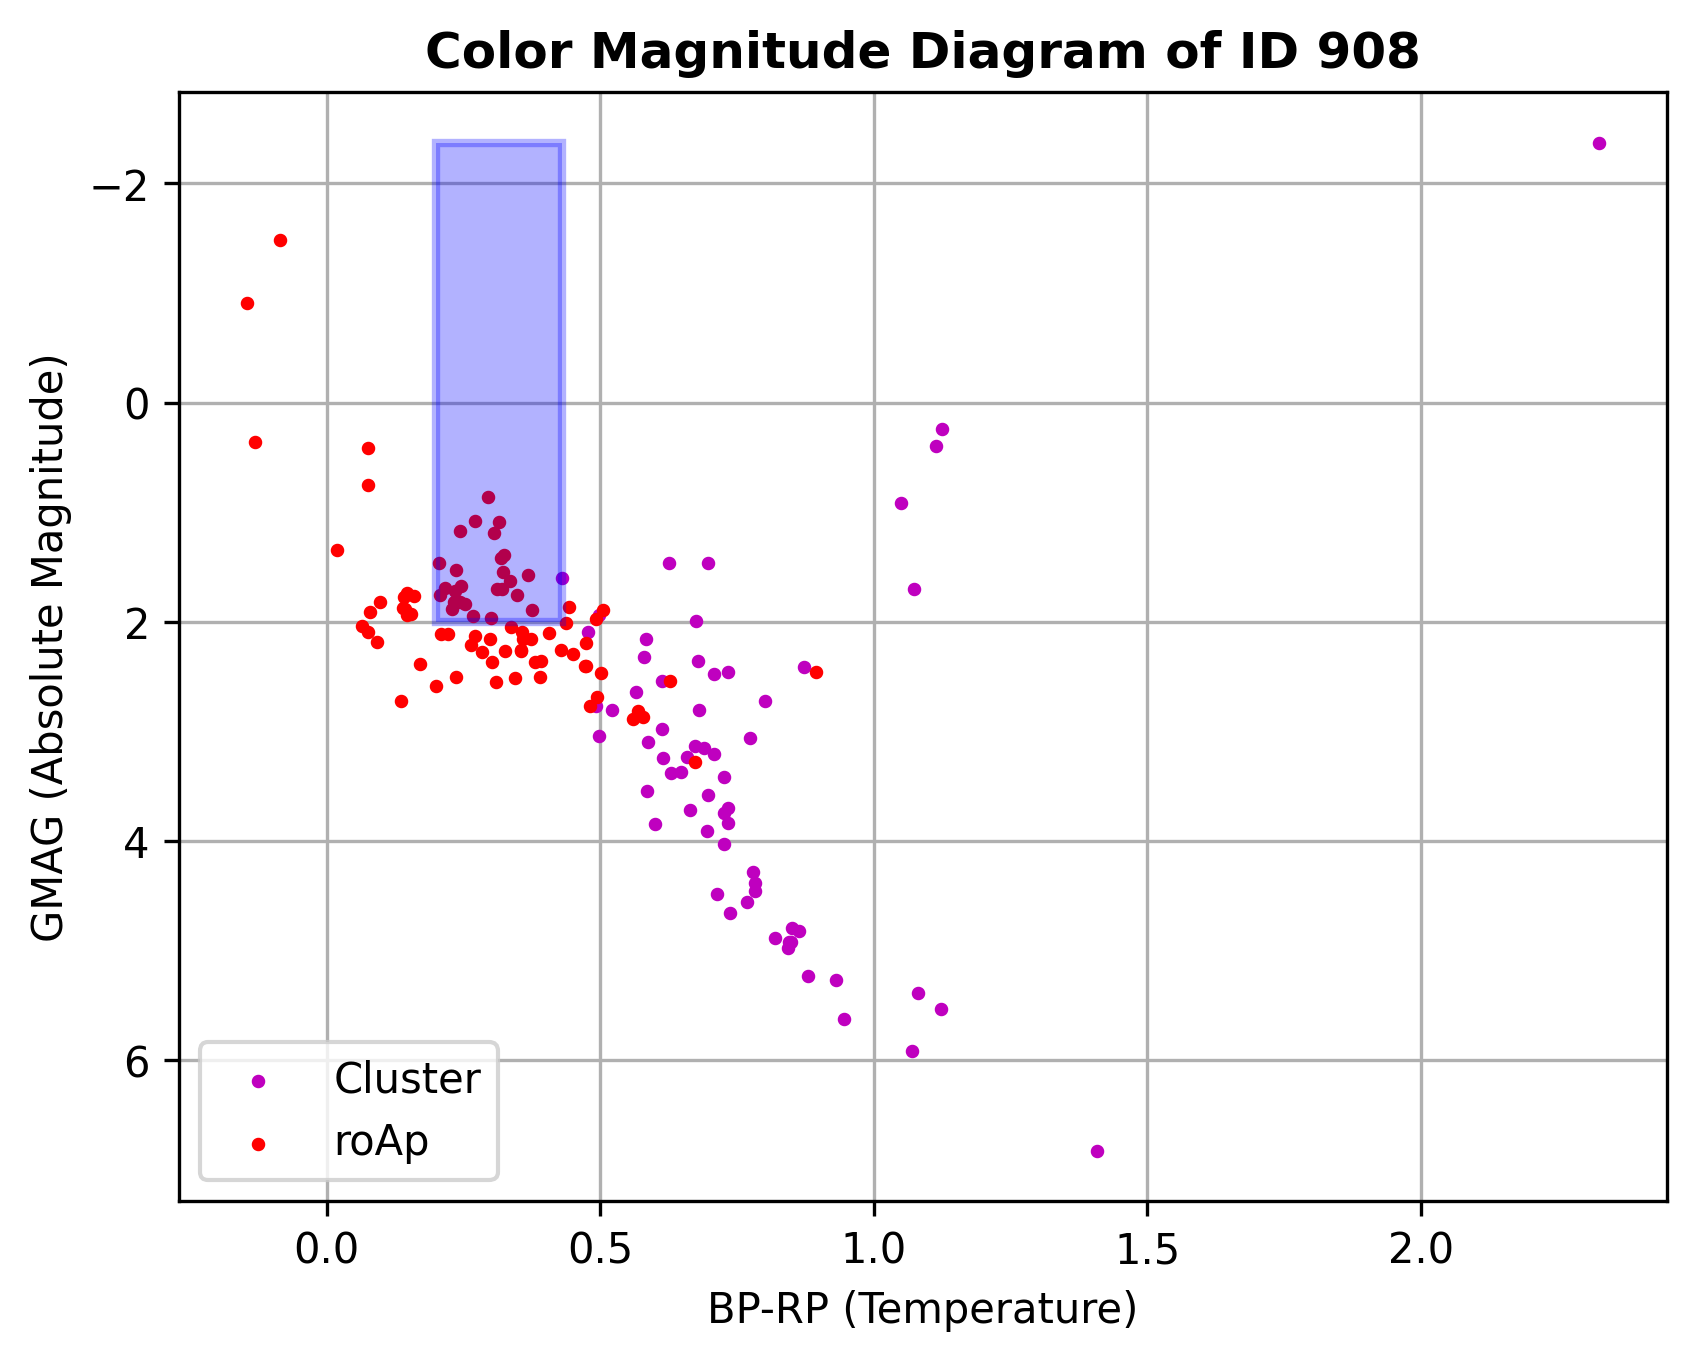 Color Magnitude Diagram of ID 908
GMAG (Absolute Magnitude)
−2
0
2
4
6
Cluster
roAp
0.0 0.5 1.0 1.5 2.0
BP-RP (Temperature)